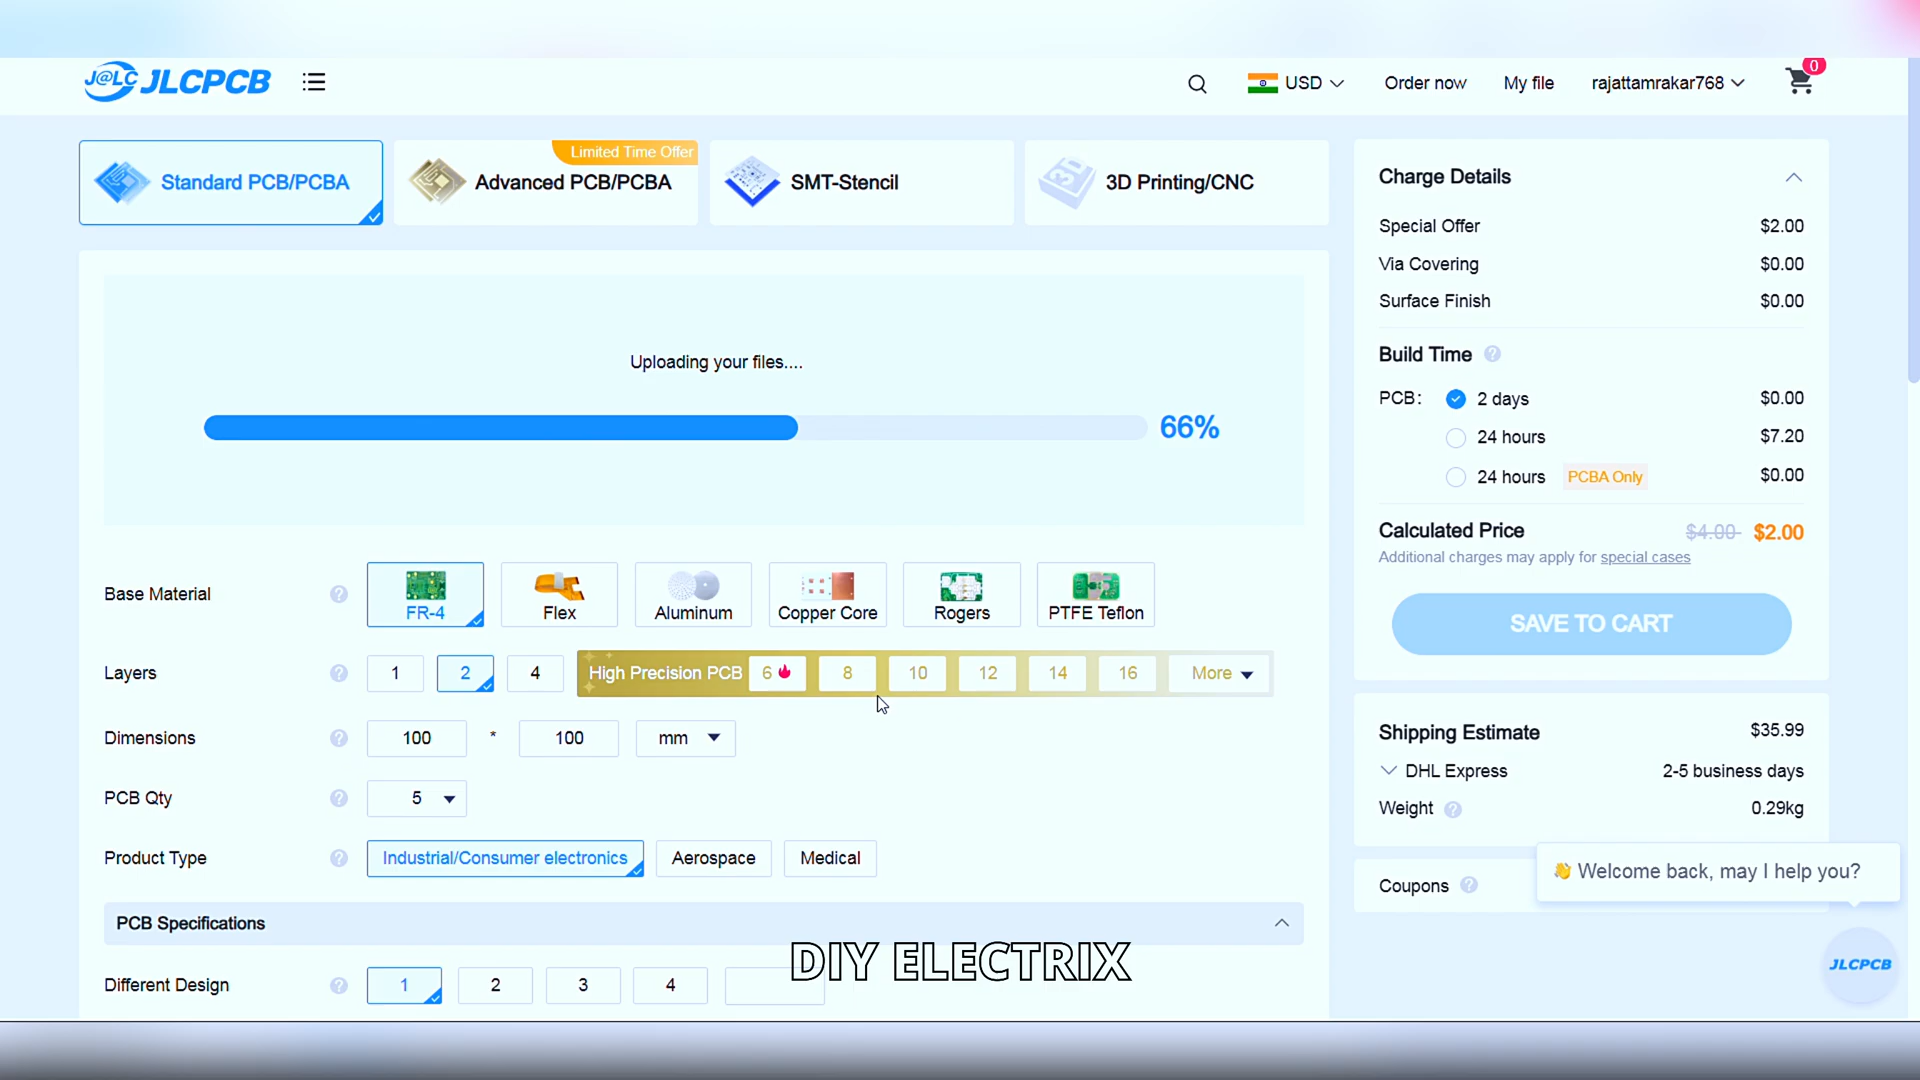 J@LC JLCPCB
USD
Order now
My file
rajattamrakar768
0
Standard PCB/PCBA
Limited Time Offer
Advanced PCB/PCBA
SMT-Stencil
3D Printing/CNC
Uploading your files....
66%
Base Material ? FR-4 Flex Aluminum Copper Core Rogers PTFE Teflon
Layers ? 1 2 4 High Precision PCB 6 8 10 12 14 16 More
Dimensions ? 100 * 100 mm
PCB Qty ? 5
Product Type ? Industrial/Consumer electronics Aerospace Medical
PCB Specifications
Different Design ? 1 2 3 4
Charge Details
Special Offer $2.00
Via Covering $0.00
Surface Finish $0.00
Build Time ?
PCB: 2 days $0.00
24 hours $7.20
24 hours PCBA Only $0.00
Calculated Price $4.00 $2.00
Additional charges may apply for special cases
SAVE TO CART
Shipping Estimate $35.99
DHL Express 2-5 business days
Weight ? 0.29kg
Coupons ?
👋 Welcome back, may I help you?
JLCPCB
DIY ELECTRIX